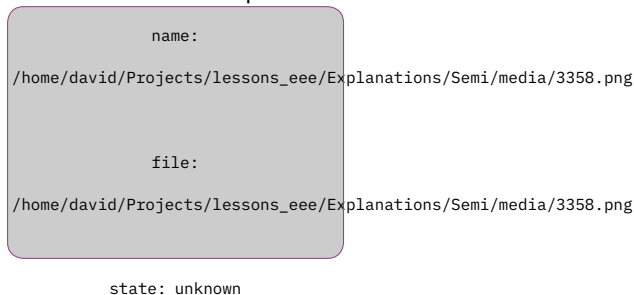 name:
/home/david/Projects/lessons_eee/Explanations/Semi/media/3358.png
file:
/home/david/Projects/lessons_eee/Explanations/Semi/media/3358.png
state: unknown